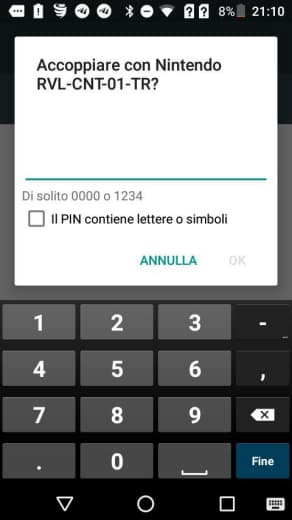 8% 21:10
Accoppiare con Nintendo
RVL-CNT-01-TR?
Di solito 0000 o 1234
Il PIN contiene lettere o simboli
ANNULLA OK
1 2 3 -
4 5 6 ,
7 8 9
. 0 Fine